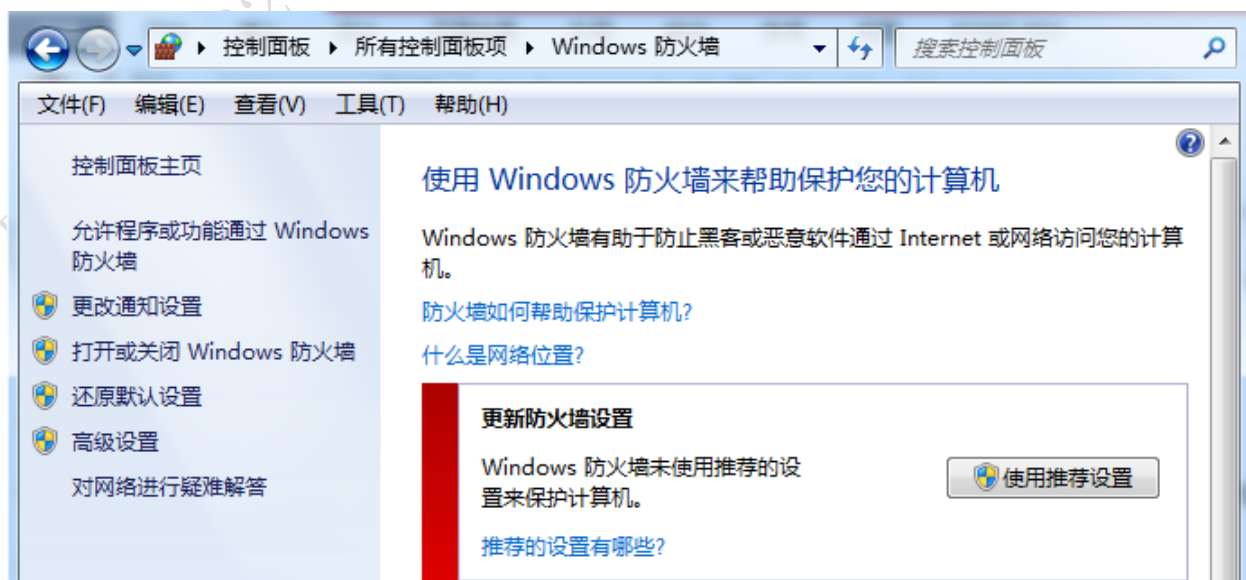 控制面板 ▸ 所有控制面板项 ▸ Windows 防火墙
搜索控制面板
文件(F) 编辑(E) 查看(V) 工具(T) 帮助(H)
控制面板主页
允许程序或功能通过 Windows
防火墙
更改通知设置
打开或关闭 Windows 防火墙
还原默认设置
高级设置
对网络进行疑难解答
使用 Windows 防火墙来帮助保护您的计算机
Windows 防火墙有助于防止黑客或恶意软件通过 Internet 或网络访问您的计算
机。
防火墙如何帮助保护计算机?
什么是网络位置?
更新防火墙设置
Windows 防火墙未使用推荐的设
置来保护计算机。
使用推荐设置
推荐的设置有哪些?